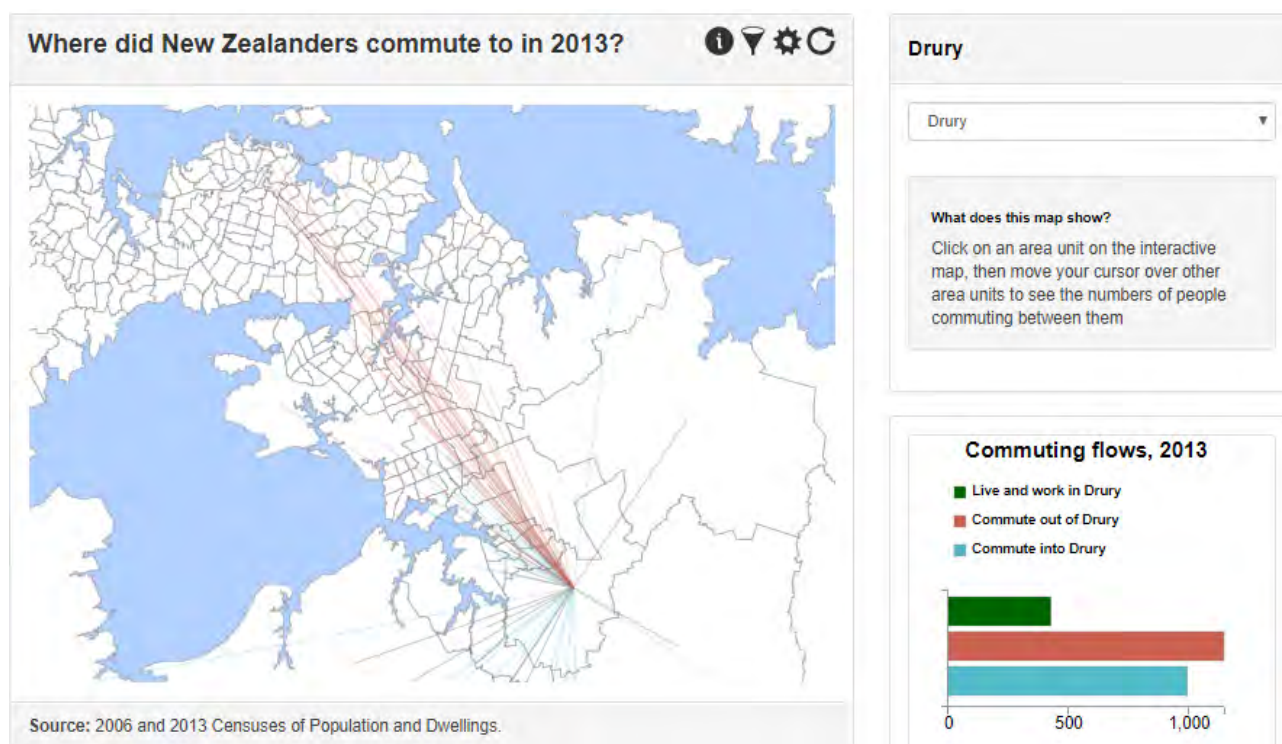 Where did New Zealanders commute to in 2013?
Source: 2006 and 2013 Censuses of Population and Dwellings.
Drury
Drury
What does this map show?
Click on an area unit on the interactive
map, then move your cursor over other
area units to see the numbers of people
commuting between them
Commuting flows, 2013
Live and work in Drury
Commute out of Drury
Commute into Drury
0 500 1,000